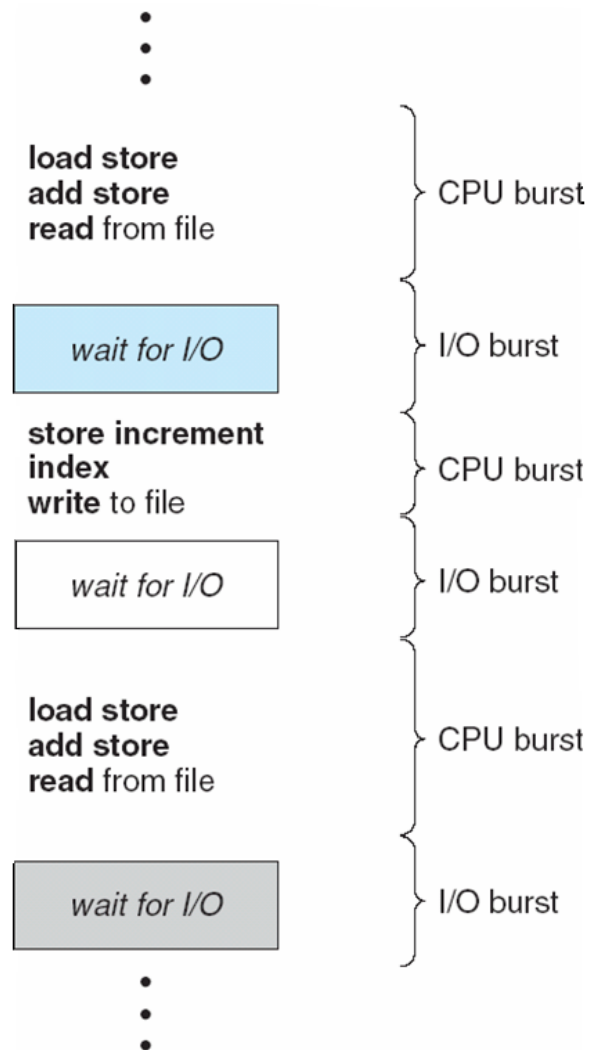 load store
add store
read from file
CPU burst
wait for I/O
I/O burst
store increment
index
write to file
CPU burst
wait for I/O
I/O burst
load store
add store
read from file
CPU burst
wait for I/O
I/O burst